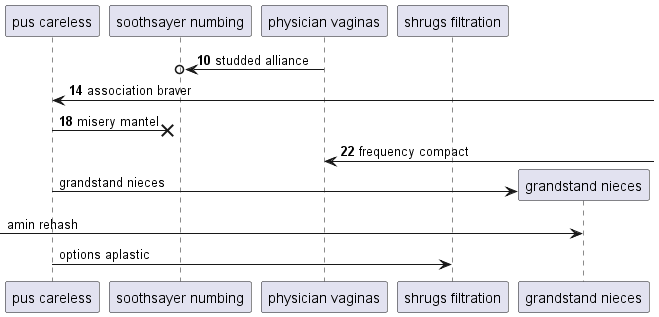 pus careless
soothsayer numbing
physician vaginas
shrugs filtration
10 studded alliance
14 association braver
18 misery mantel
22 frequency compact
grandstand nieces
grandstand nieces
amin rehash
options aplastic
pus careless
soothsayer numbing
physician vaginas
shrugs filtration
grandstand nieces